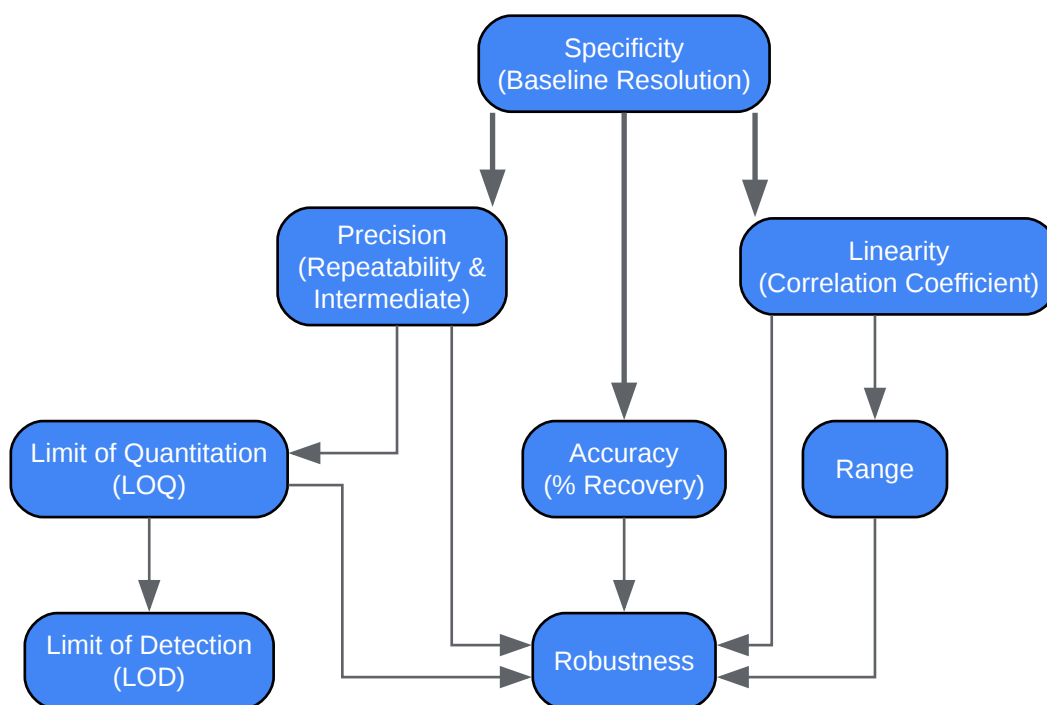 Specificity
(Baseline Resolution)
Precision
(Repeatability &
Intermediate)
Linearity
(Correlation Coefficient)
Limit of Quantitation
(LOQ)
Accuracy
(% Recovery)
Range
Limit of Detection
(LOD)
Robustness